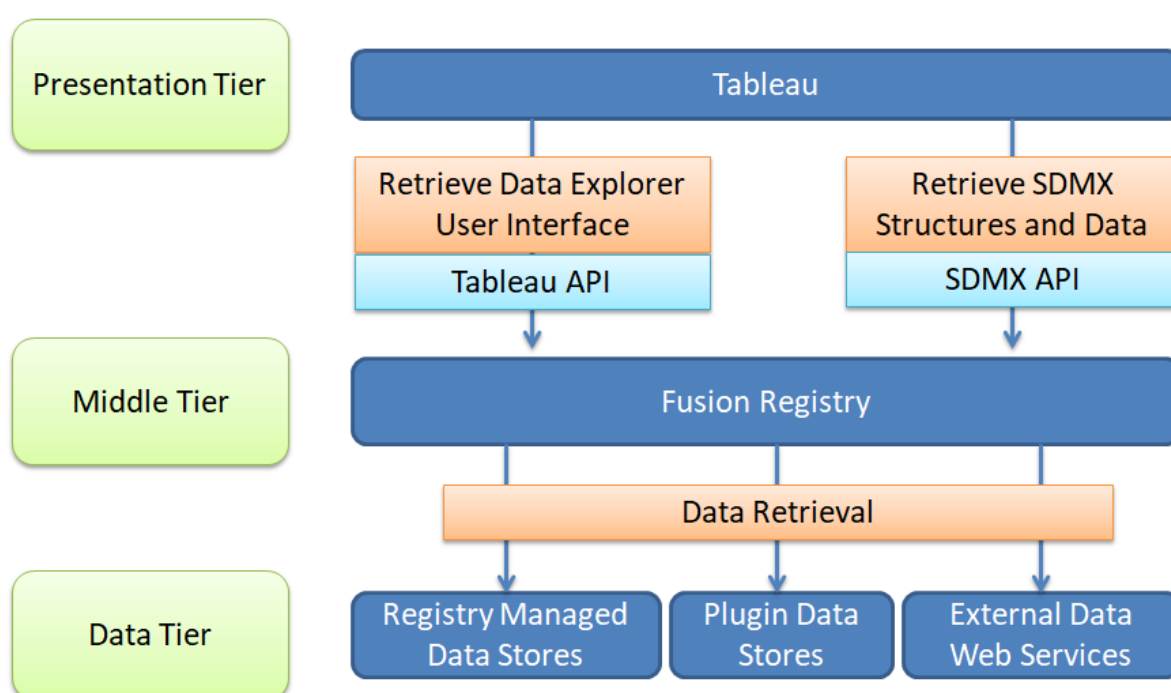 Presentation Tier
Tableau
Retrieve Data Explorer
User Interface
Tableau API
Retrieve SDMX
Structures and Data
SDMX API
Middle Tier
Fusion Registry
Data Retrieval
Data Tier
Registry Managed
Data Stores
Plugin Data
Stores
External Data
Web Services